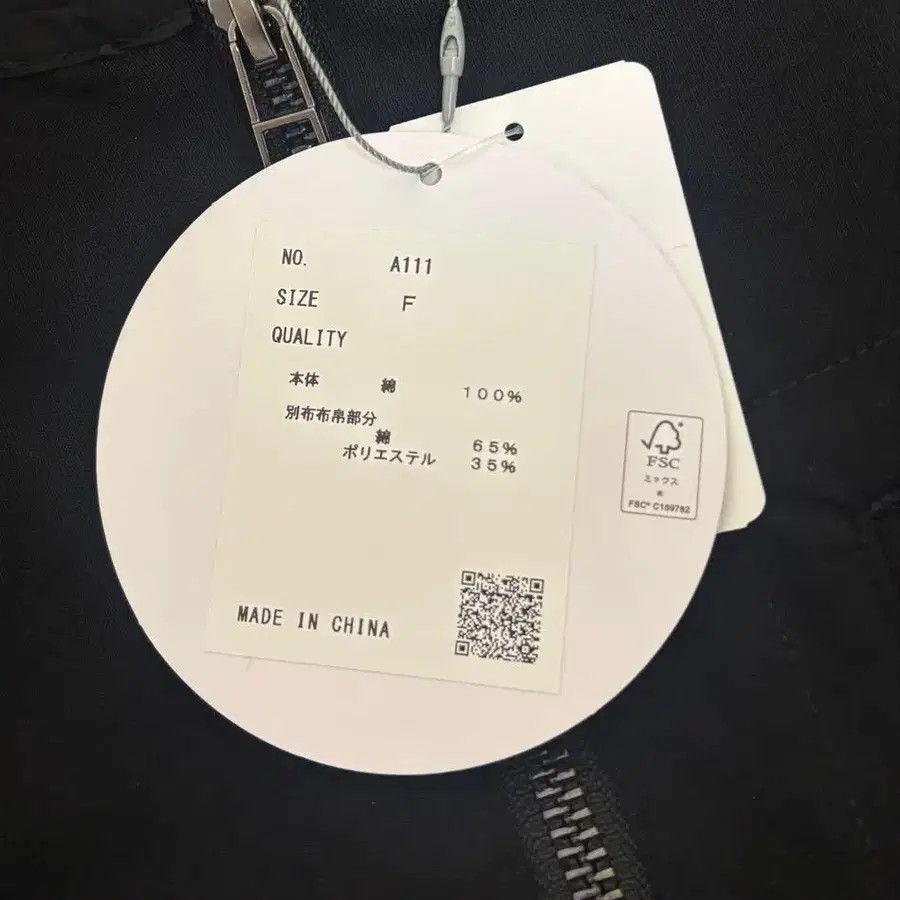 NO. A111
SIZE F
QUALITY
本体 綿 100%
別布布帛部分
綿 65%
ポリエステル 35%
MADE IN CHINA
FSC
ミックス
FSC® C169782